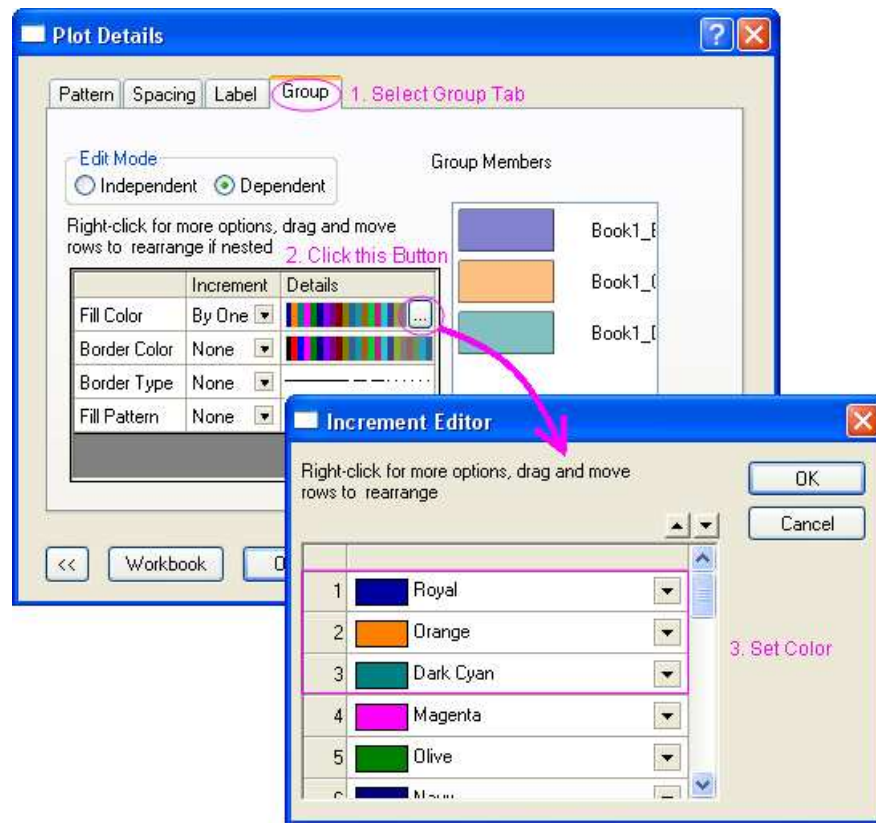 Plot Details
Pattern Spacing Label Group 1. Select Group Tab
Edit Mode
Independent Dependent
Group Members
Right-click for more options, drag and move
rows to rearrange if nested
2. Click this Button
Book1_
Book1_
Book1_
Increment Details
Fill Color By One ...
Border Color None
Border Type None
Fill Pattern None
<< Workbook
Increment Editor
Right-click for more options, drag and move
rows to rearrange
OK
Cancel
1 Royal
2 Orange
3 Dark Cyan
3. Set Color
4 Magenta
5 Olive